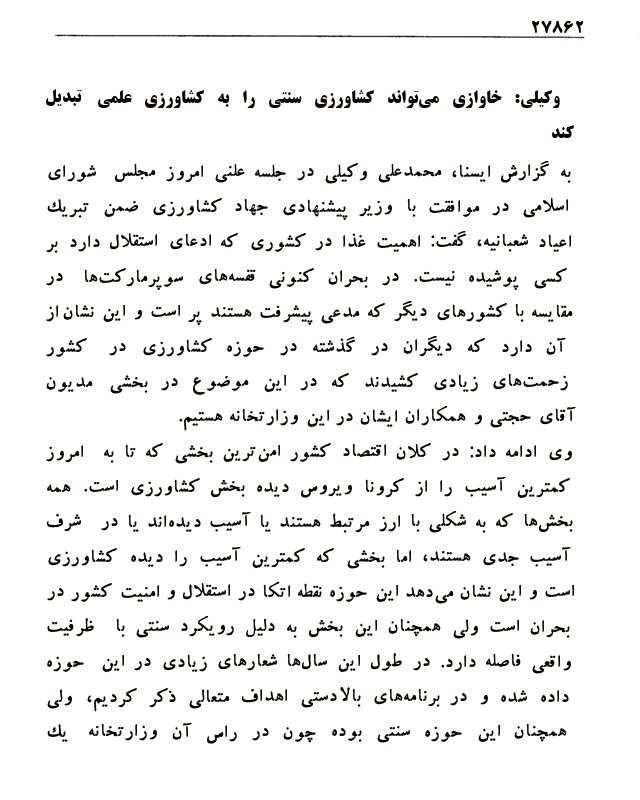 ۲۷۸۶۲
وکیلی: خاوازی می‌تواند کشاورزی سنتی را به کشاورزی علمی تبدیل
کند
به گزارش ایسنا، محمدعلی وکیلی در جلسه علنی امروز مجلس شورای
اسلامی در موافقت با وزیر پیشنهادی جهاد کشاورزی ضمن تبریك
اعیاد شعبانیه، گفت: اهمیت غذا در کشوری که ادعای استقلال دارد بر
کسی پوشیده نیست. در بحران کنونی قفسه‌های سوپرمارکت‌ها در
مقایسه با کشورهای دیگر که مدعی پیشرفت هستند پر است و این نشان از
آن دارد که دیگران در گذشته در حوزه کشاورزی در کشور
زحمت‌های زیادی کشیدند که در این موضوع در بخشی مدیون
آقای حجتی و همکاران ایشان در این وزارتخانه هستیم.
وی ادامه داد: در کلان اقتصاد کشور امن‌ترین بخشی که تا به امروز
کمترین آسیب را از کرونا ویروس دیده بخش کشاورزی است. همه
بخش‌ها که به شکلی با ارز مرتبط هستند یا آسیب دیده‌اند یا در شرف
آسیب جدی هستند، اما بخشی که کمترین آسیب را دیده کشاورزی
است و این نشان می‌دهد این حوزه نقطه اتکا در استقلال و امنیت کشور در
بحران است ولی همچنان این بخش به دلیل رویکرد سنتی با ظرفیت
واقعی فاصله دارد. در طول این سال‌ها شعارهای زیادی در این حوزه
داده شده و در برنامه‌های بالادستی اهداف متعالی ذکر کردیم، ولی
همچنان این حوزه سنتی بوده چون در راس آن وزارتخانه یك